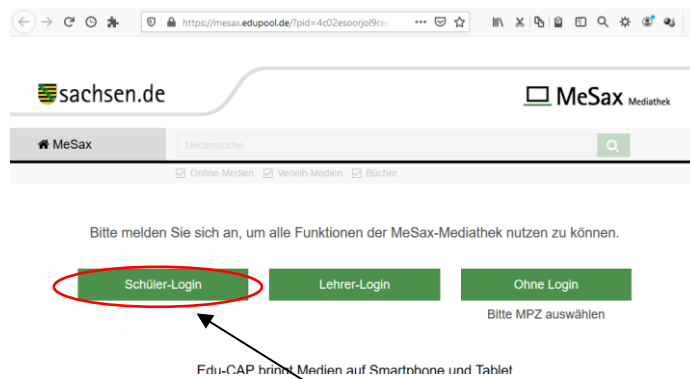 https://mesax.edupool.de/?pid=4c02esoorjol9cer
sachsen.de
MeSax Mediathek
MeSax
Mediensuche
Online-Medien Verleih-Medien Bücher
Bitte melden Sie sich an, um alle Funktionen der MeSax-Mediathek nutzen zu können.
Schüler-Login Lehrer-Login Ohne Login
Bitte MPZ auswählen
Edu-CAP bringt Medien auf Smartphone und Tablet